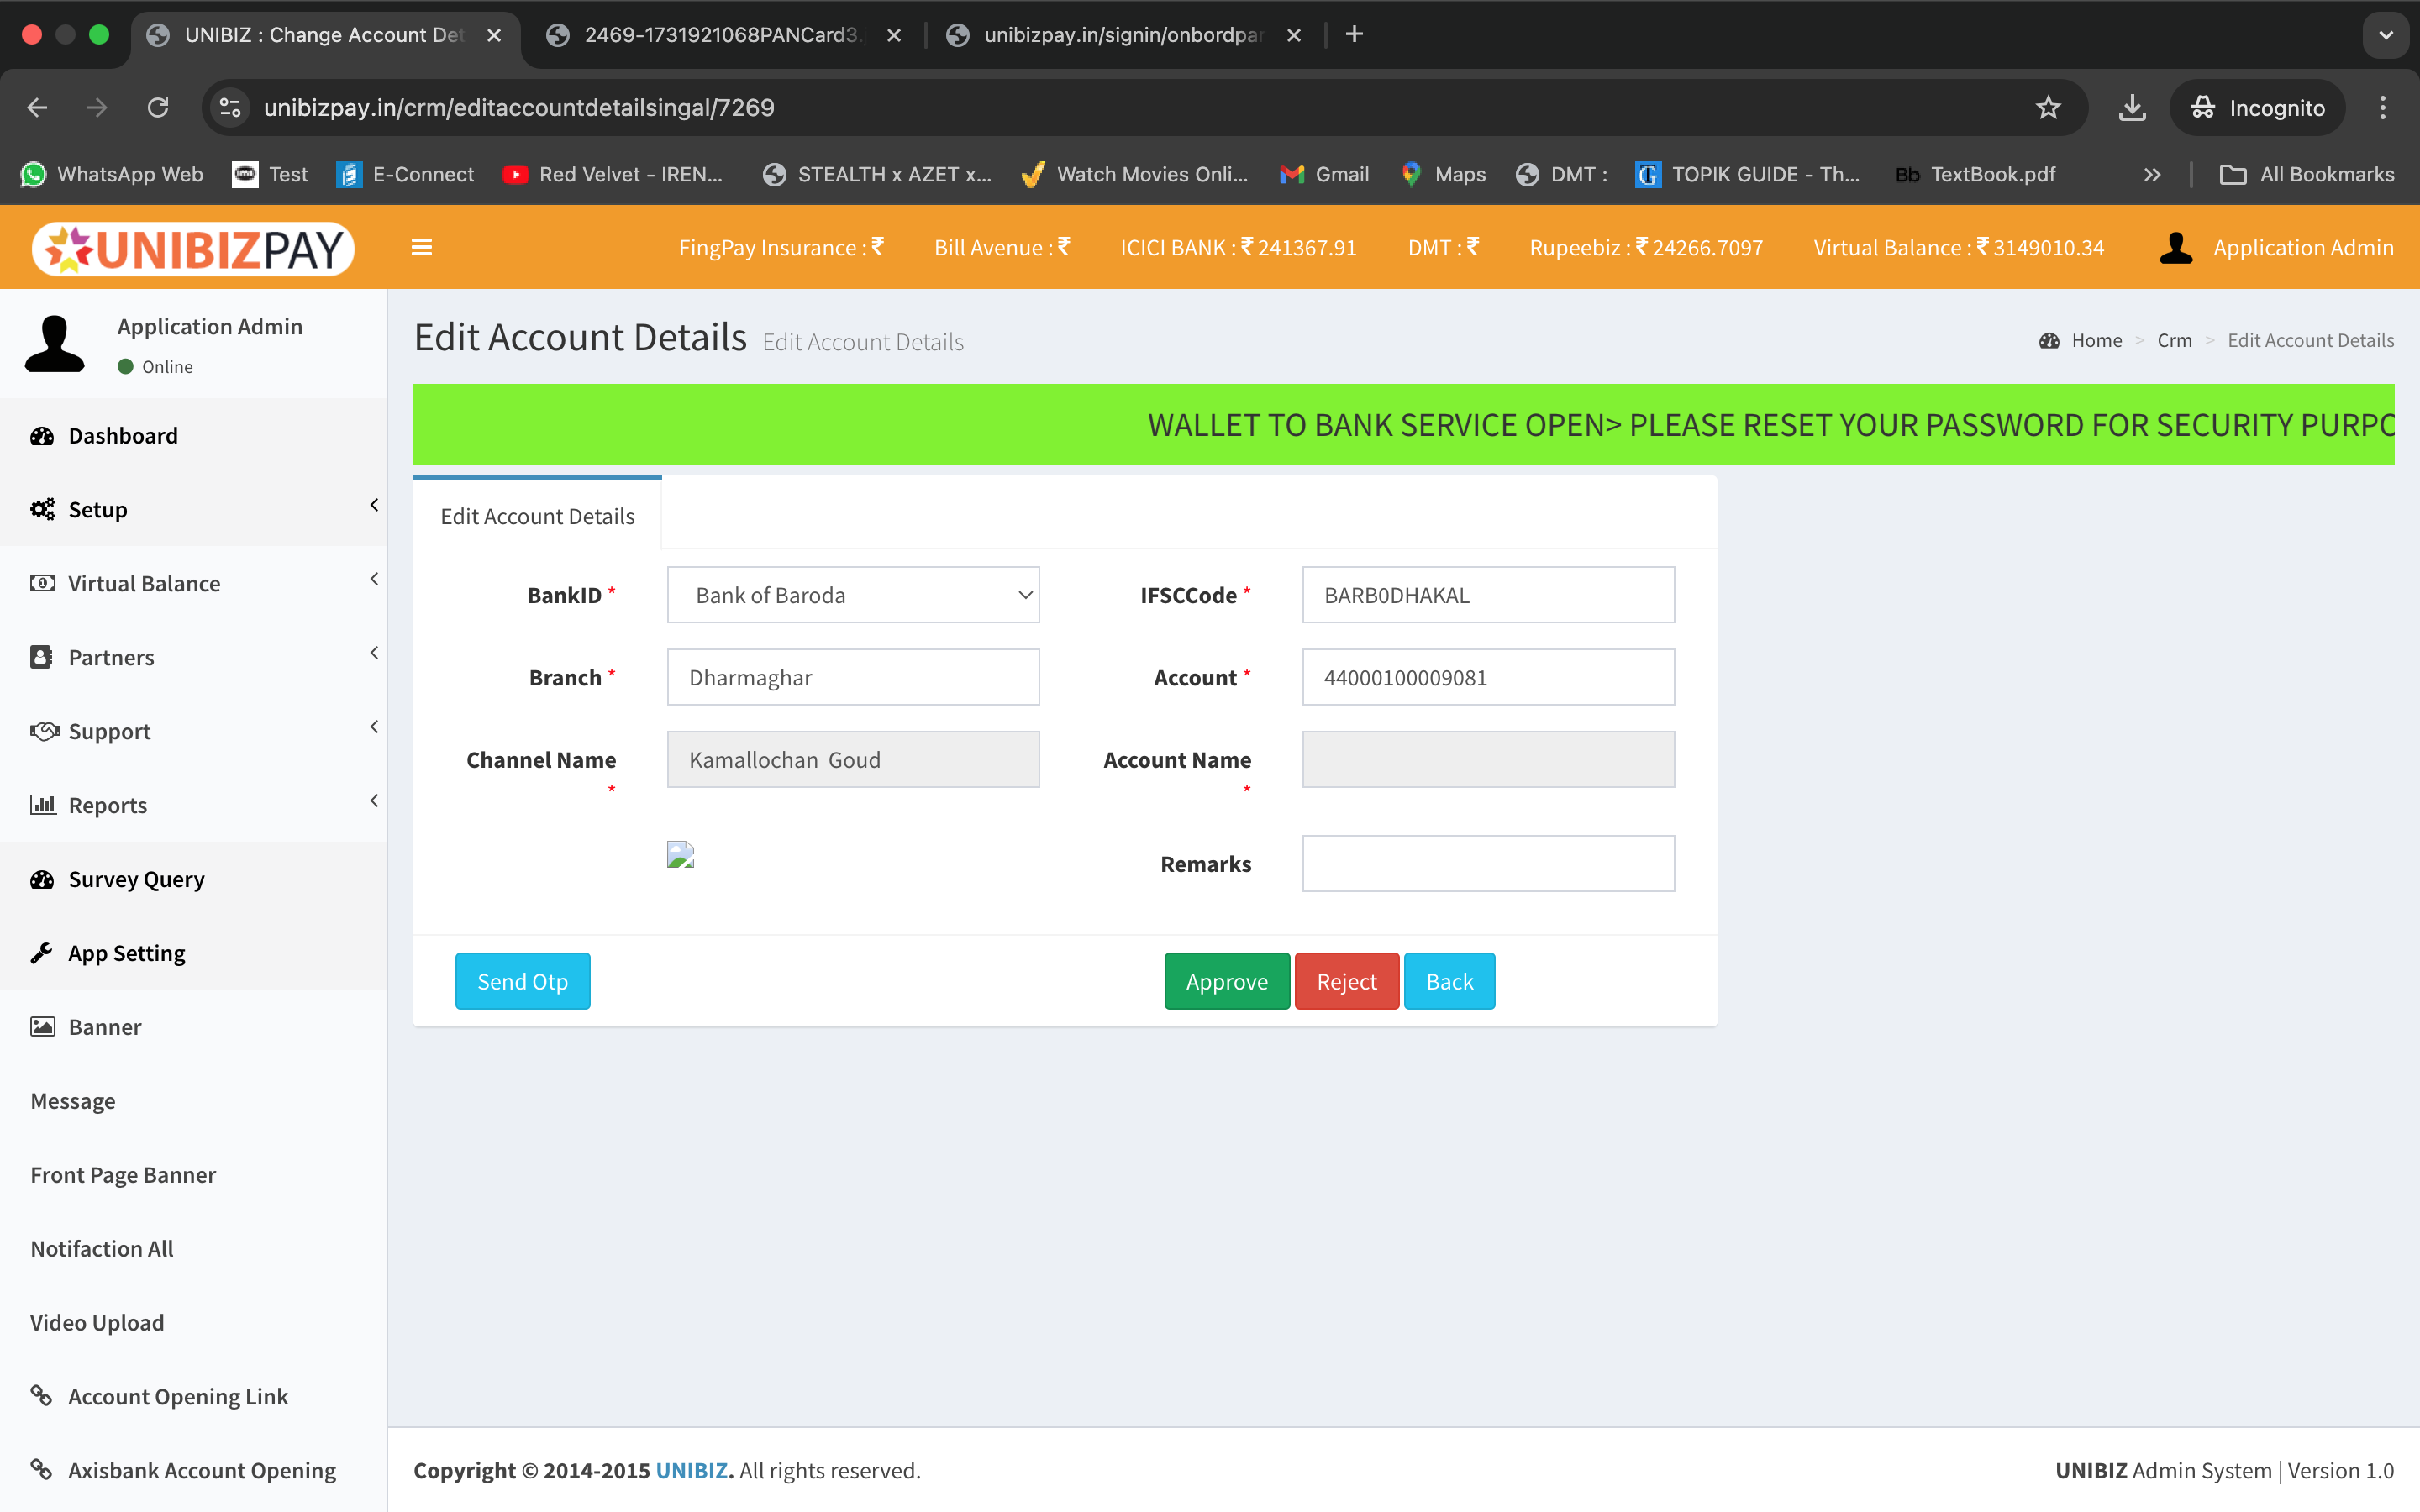 UNIBIZ : Change Account Det
2469-1731921068PANCard3.
unibizpay.in/signin/onbordpar
unibizpay.in/crm/editaccountdetailsingal/7269
Incognito
WhatsApp Web
Test
E-Connect
Red Velvet - IREN...
STEALTH x AZET x...
Watch Movies Onli...
Gmail
Maps
DMT :
TOPIK GUIDE - Th...
Bb TextBook.pdf
All Bookmarks
UNIBIZPAY
FingPay Insurance : ₹
Bill Avenue : ₹
ICICI BANK : ₹ 241367.91
DMT : ₹
Rupeebiz : ₹ 24266.7097
Virtual Balance : ₹ 3149010.34
Application Admin
Application Admin
Online
Dashboard
Setup
Virtual Balance
Partners
Support
Reports
Survey Query
App Setting
Banner
Message
Front Page Banner
Notifaction All
Video Upload
Account Opening Link
Axisbank Account Opening
Edit Account Details Edit Account Details
Home > Crm > Edit Account Details
WALLET TO BANK SERVICE OPEN> PLEASE RESET YOUR PASSWORD FOR SECURITY PURPO
Edit Account Details
BankID * Bank of Baroda
IFSCCode * BARB0DHAKAL
Branch * Dharmaghar
Account * 44000100009081
Channel Name * Kamallochan Goud
Account Name *
Remarks
Send Otp
Approve
Reject
Back
Copyright © 2014-2015 UNIBIZ. All rights reserved.
UNIBIZ Admin System | Version 1.0